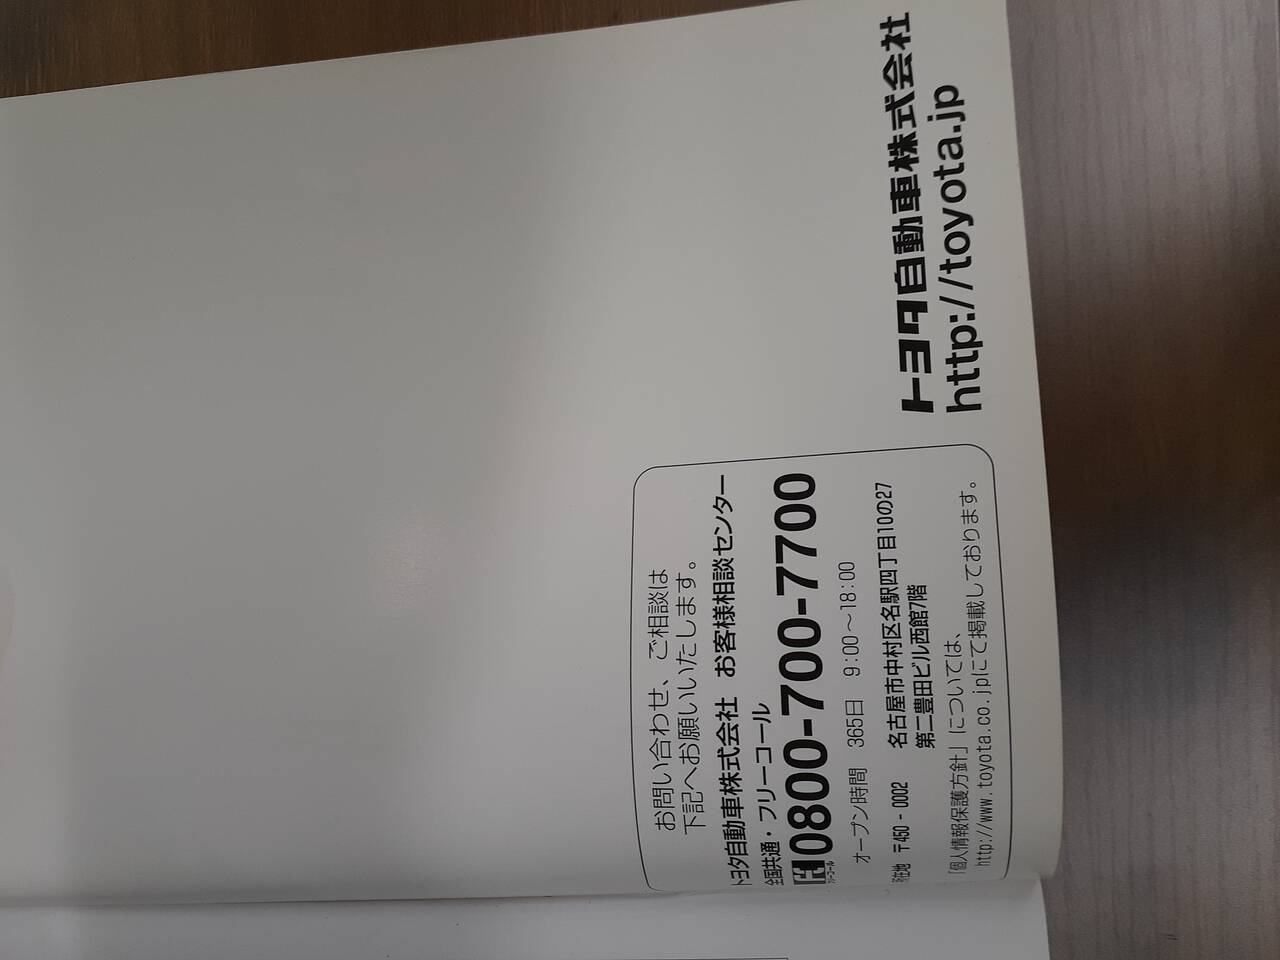 お問い合わせ、ご相談は
下記へお願いいたします。
トヨタ自動車株式会社 お客様相談センター
全国共通・フリーコール
0800-700-7700
フリーコール
オープン時間 365日 9:00～18:00
所在地 〒450-0002 名古屋市中村区名駅四丁目10の27
第二豊田ビル西館7階
「個人情報保護方針」については、
http://www.toyota.co.jpにて掲載しております。
トヨタ自動車株式会社
http://toyota.jp